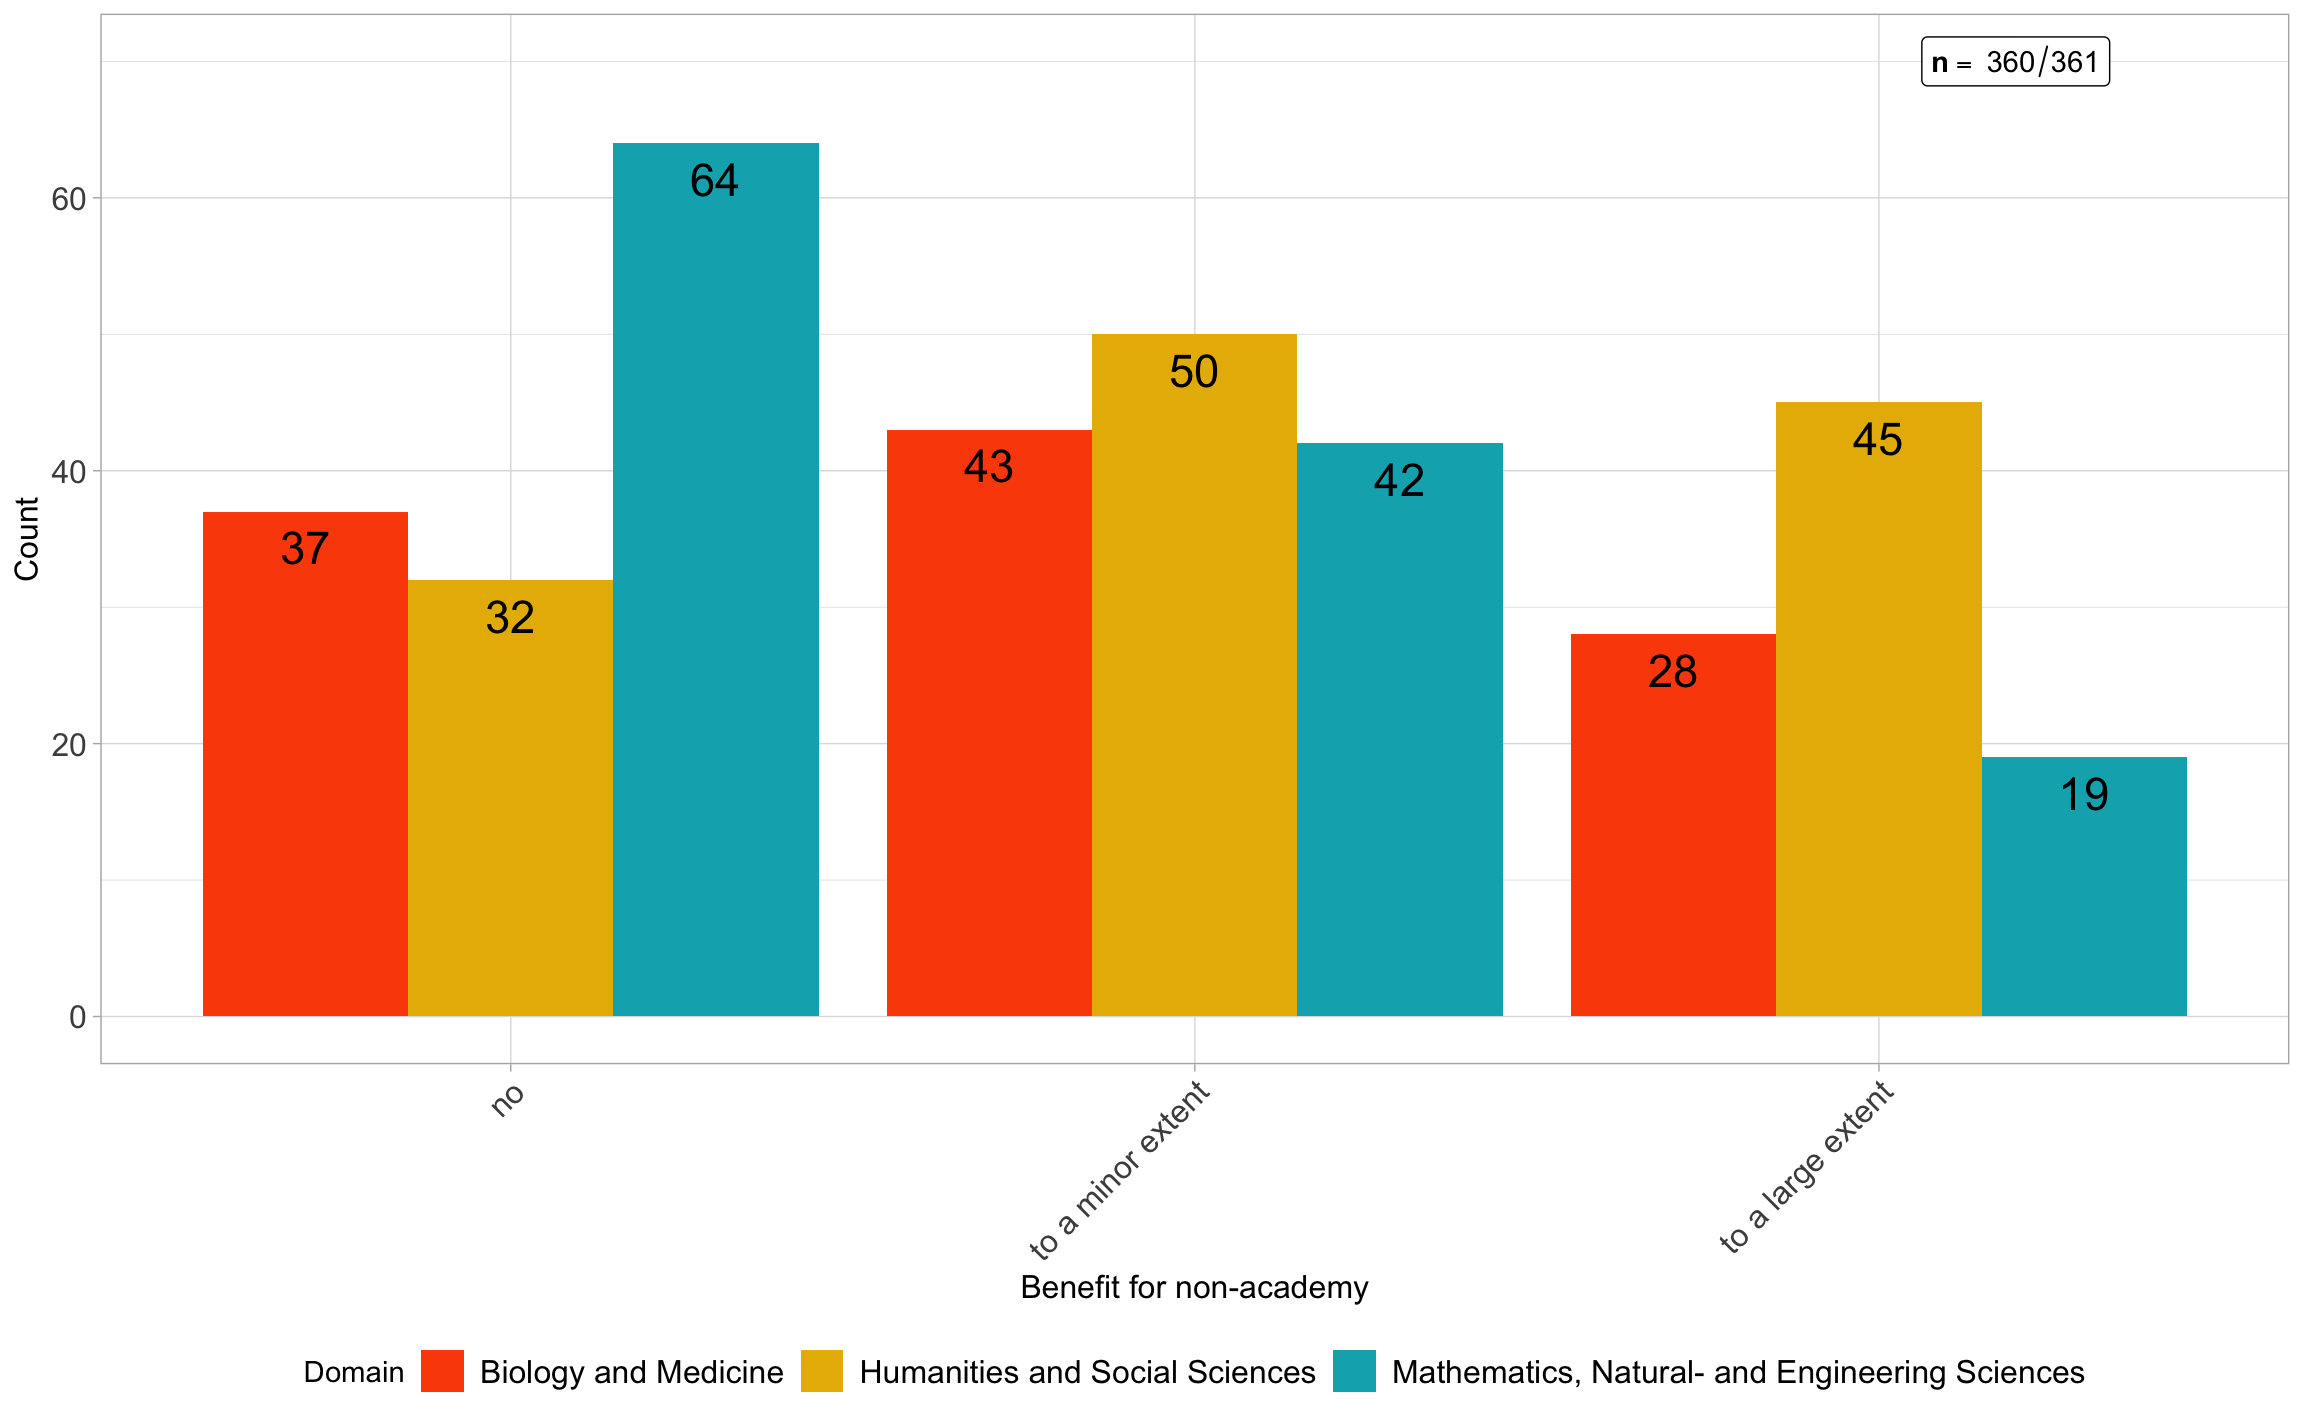 n = 360/361
64
60
50
45
43
42
40
37
32
28
20
19
0
Count
no
to a minor extent
to a large extent
Benefit for non-academy
Domain Biology and Medicine Humanities and Social Sciences Mathematics, Natural- and Engineering Sciences